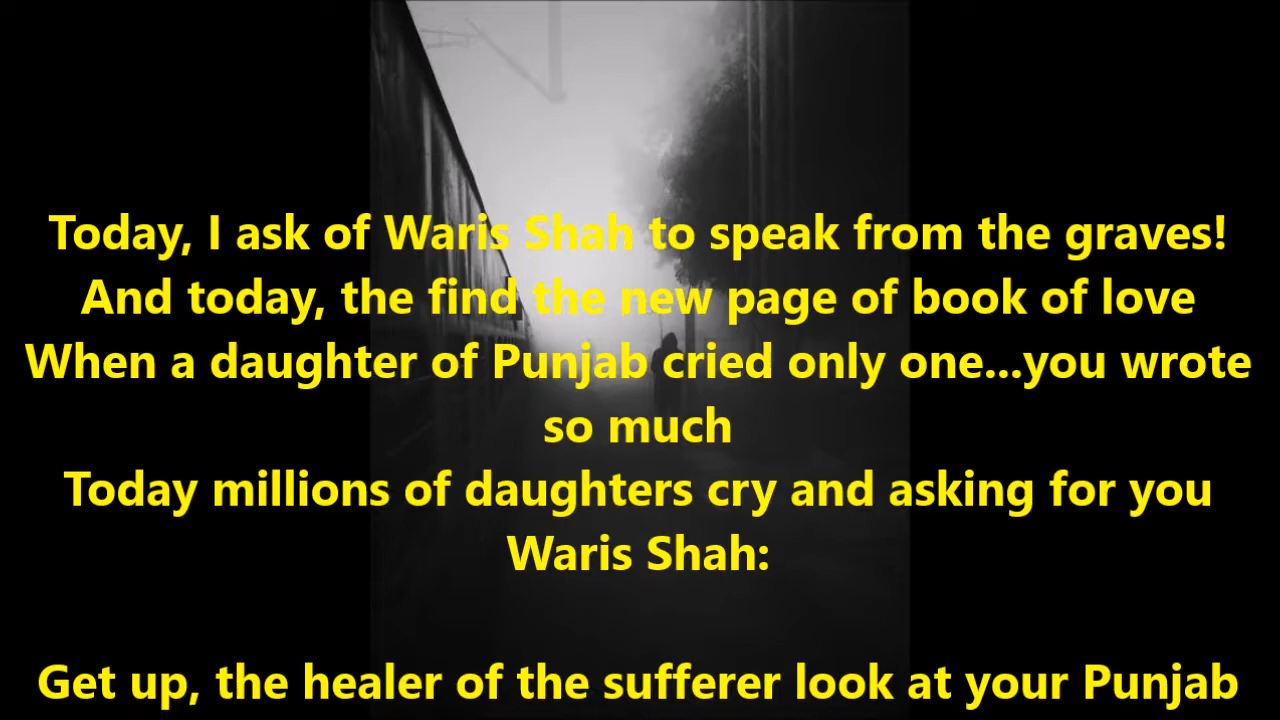 Today, I ask of Waris Shah to speak from the graves!
And today, the find the new page of book of love
When a daughter of Punjab cried only one...you wrote
so much
Today millions of daughters cry and asking for you
Waris Shah:
Get up, the healer of the sufferer look at your Punjab